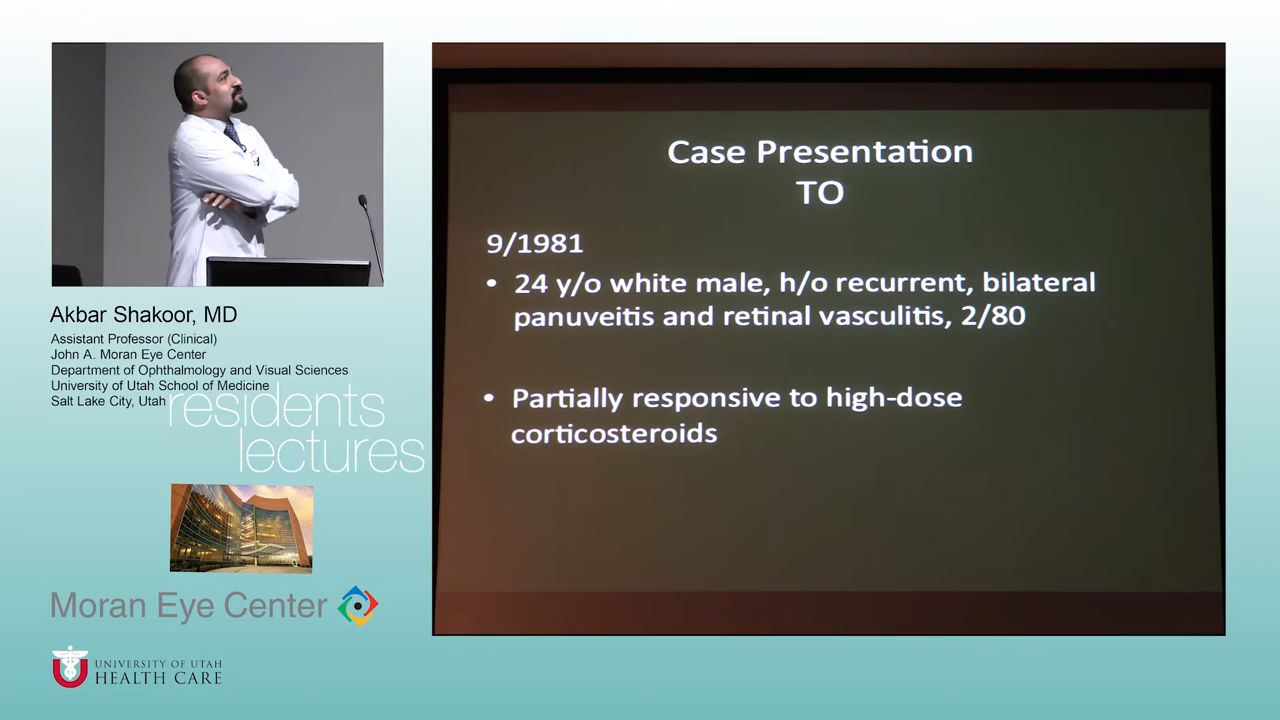 Case Presentation
TO
9/1981
• 24 y/o white male, h/o recurrent, bilateral
panuveitis and retinal vasculitis, 2/80
• Partially responsive to high-dose
corticosteroids
Akbar Shakoor, MD
Assistant Professor (Clinical)
John A. Moran Eye Center
Department of Ophthalmology and Visual Sciences
University of Utah School of Medicine
Salt Lake City, Utah
residents
lectures
Moran Eye Center
UNIVERSITY OF UTAH
HEALTH CARE